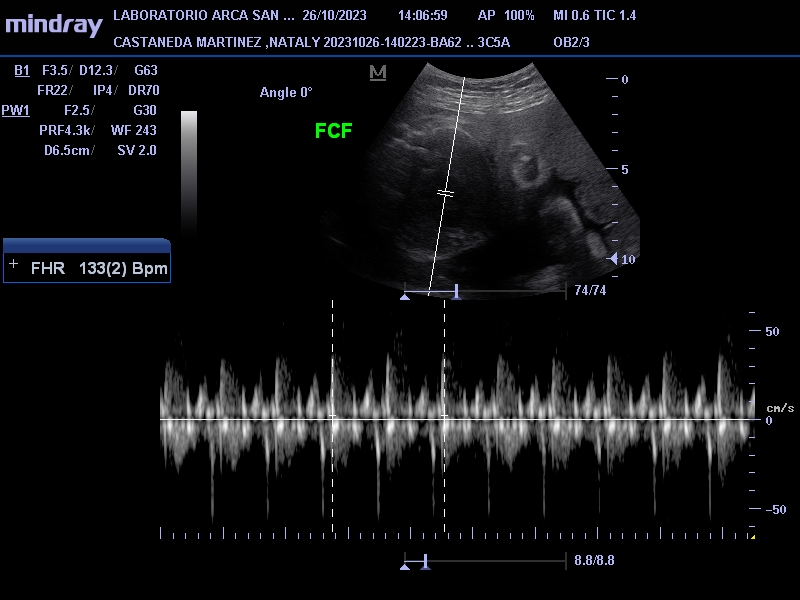 mindray
LABORATORIO ARCA SAN ... 26/10/2023 14:06:59 AP 100% MI 0.6 TIC 1.4
CASTANEDA MARTINEZ ,NATALY 20231026-140223-BA62 .. 3C5A OB2/3
B1 F3.5/ D12.3/ G63
FR22/ IP4/ DR70
PW1 F2.5/ G30
PRF4.3k/ WF 243
D6.5cm/ SV 2.0
M
Angle 0°
FCF
0
5
10
+ FHR 133(2) Bpm
74/74
50
cm/s
0
-50
8.8/8.8